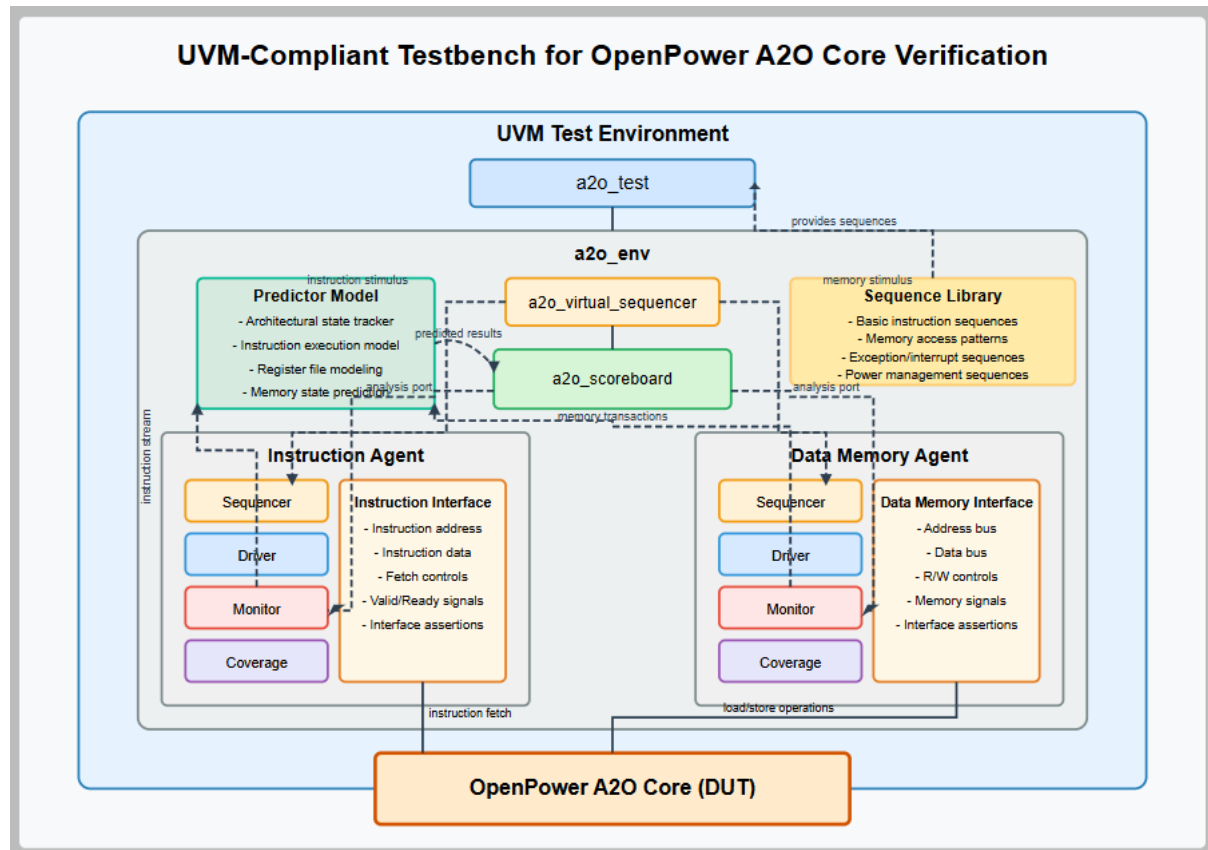 UVM-Compliant Testbench for OpenPower A2O Core Verification
UVM Test Environment
a2o_test
provides sequences
a2o_env
instruction stimulus
Predictor Model
- Architectural state tracker
- Instruction execution model
- Register file modeling
- Memory state prediction
a2o_virtual_sequencer
predicted results
a2o_scoreboard
memory stimulus
Sequence Library
- Basic instruction sequences
- Memory access patterns
- Exception/interrupt sequences
- Power management sequences
analysis port
analysis port
memory transactions
instruction stream
Instruction Agent
Sequencer
Driver
Monitor
Coverage
Instruction Interface
- Instruction address
- Instruction data
- Fetch controls
- Valid/Ready signals
- Interface assertions
Data Memory Agent
Sequencer
Driver
Monitor
Coverage
Data Memory Interface
- Address bus
- Data bus
- R/W controls
- Memory signals
- Interface assertions
instruction fetch
load/store operations
OpenPower A2O Core (DUT)